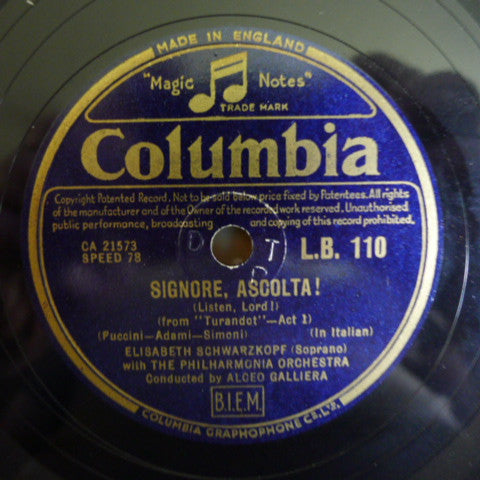 MADE IN ENGLAND
"Magic Notes"
TRADE MARK
Columbia
Copyright Patented Record. Not to be sold below price fixed by Patentees. All rights
of the manufacturer and of the Owner of the recorded work reserved. Unauthorised
public performance, broadcasting and copying of this record prohibited.
CA 21573
SPEED 78
D T
D
L.B. 110
SIGNORE, ASCOLTA!
(Listen, Lord!)
(from "Turandot"—Act 1)
(Puccini—Adami—Simoni) (In Italian)
ELISABETH SCHWARZKOPF (Soprano)
with THE PHILHARMONIA ORCHESTRA
Conducted by ALCEO GALLIERA
B.I.E.M.
COLUMBIA GRAPHOPHONE Co. Ltd.